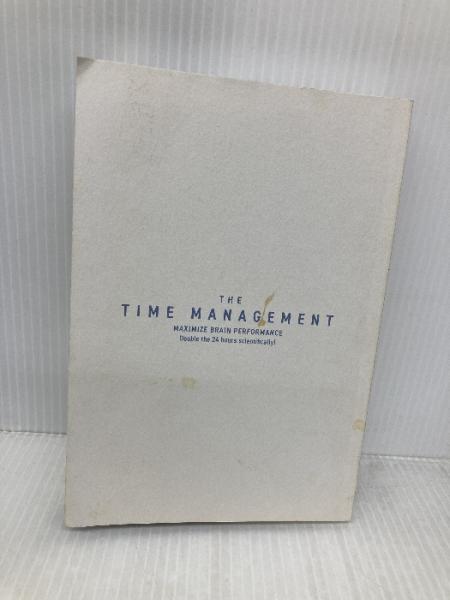 THE
TIME MANAGEMENT
MAXIMIZE BRAIN PERFORMANCE
Double the 24 hours scientifically!